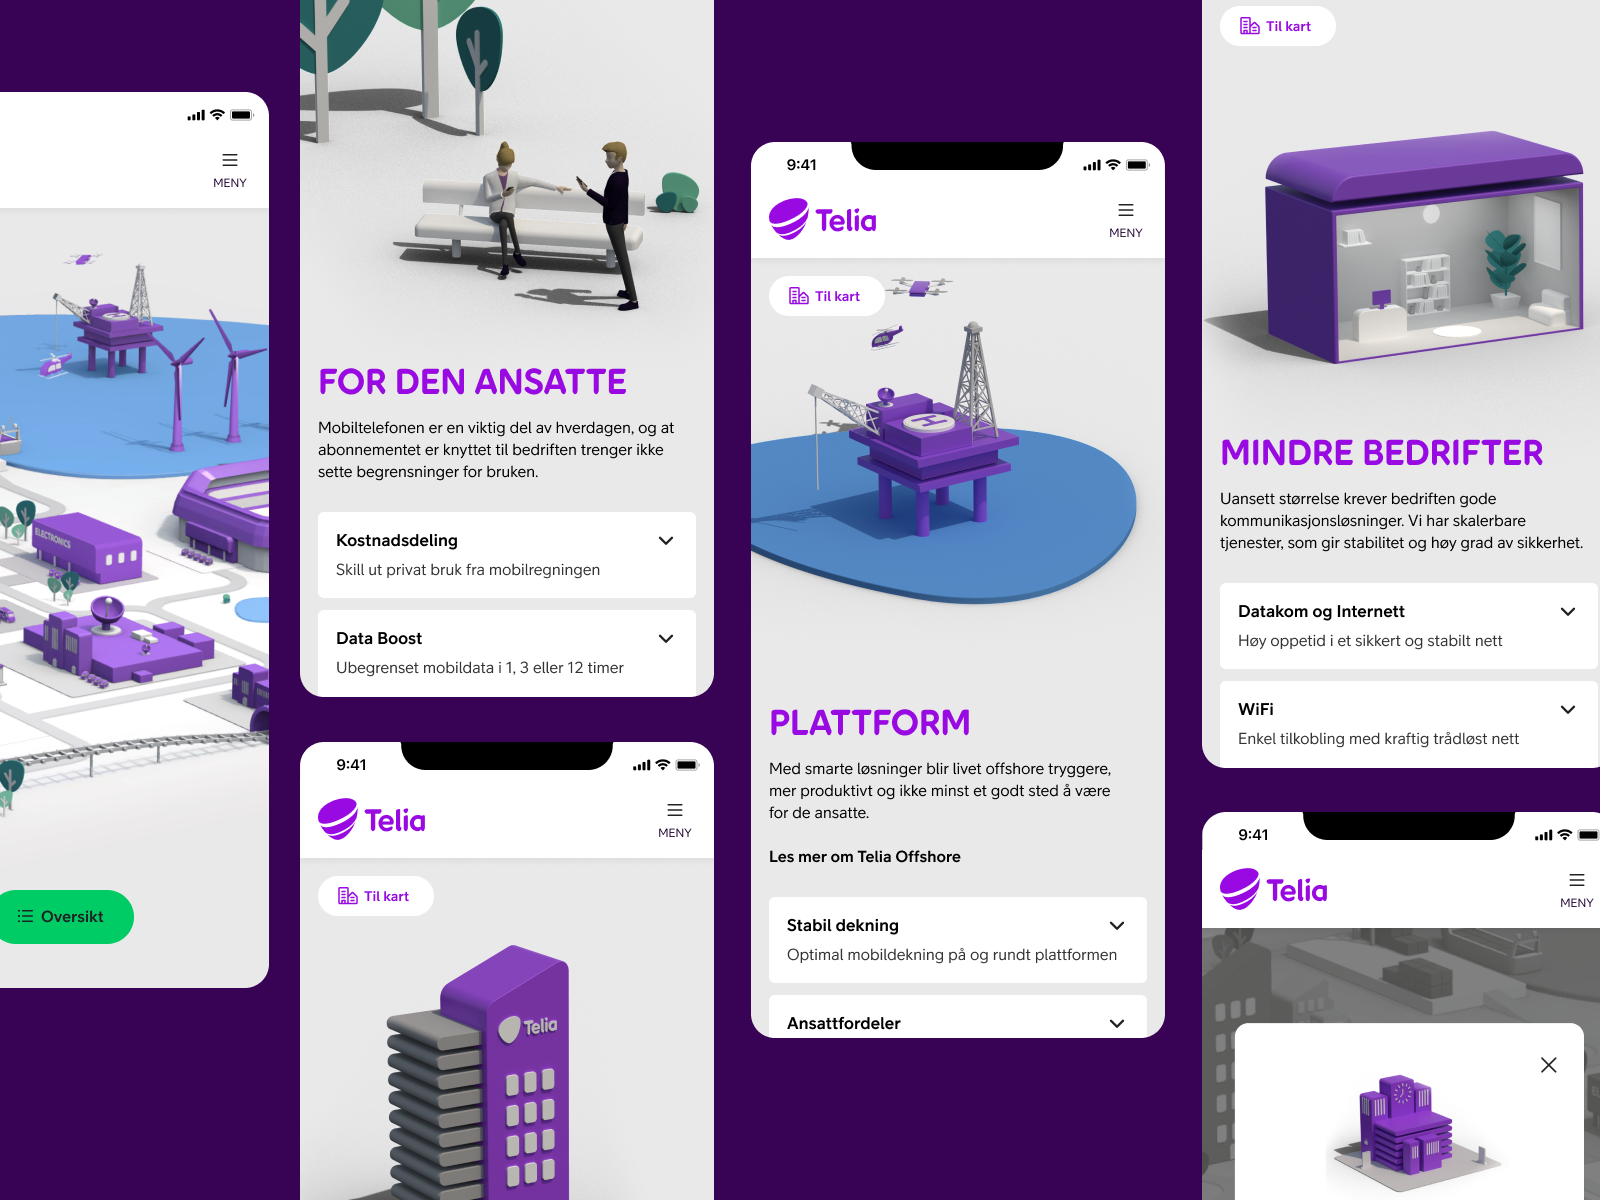 MENY
ELECTRONICS
Oversikt
FOR DEN ANSATTE
Mobiltelefonen er en viktig del av hverdagen, og at
abonnementet er knyttet til bedriften trenger ikke
sette begrensninger for bruken.
Kostnadsdeling
Skill ut privat bruk fra mobilregningen
Data Boost
Ubegrenset mobildata i 1, 3 eller 12 timer
9:41
Telia
MENY
Til kart
Telia
9:41
Telia
MENY
Til kart
H
PLATTFORM
Med smarte løsninger blir livet offshore tryggere,
mer produktivt og ikke minst et godt sted å være
for de ansatte.
Les mer om Telia Offshore
Stabil dekning
Optimal mobildekning på og rundt plattformen
Ansattfordeler
Til kart
MINDRE BEDRIFTER
Uansett størrelse krever bedriften gode
kommunikasjonsløsninger. Vi har skalerbare
tjenester, som gir stabilitet og høy grad av sikkerhet.
Datakom og Internett
Høy oppetid i et sikkert og stabilt nett
WiFi
Enkel tilkobling med kraftig trådløst nett
9:41
Telia
MENY